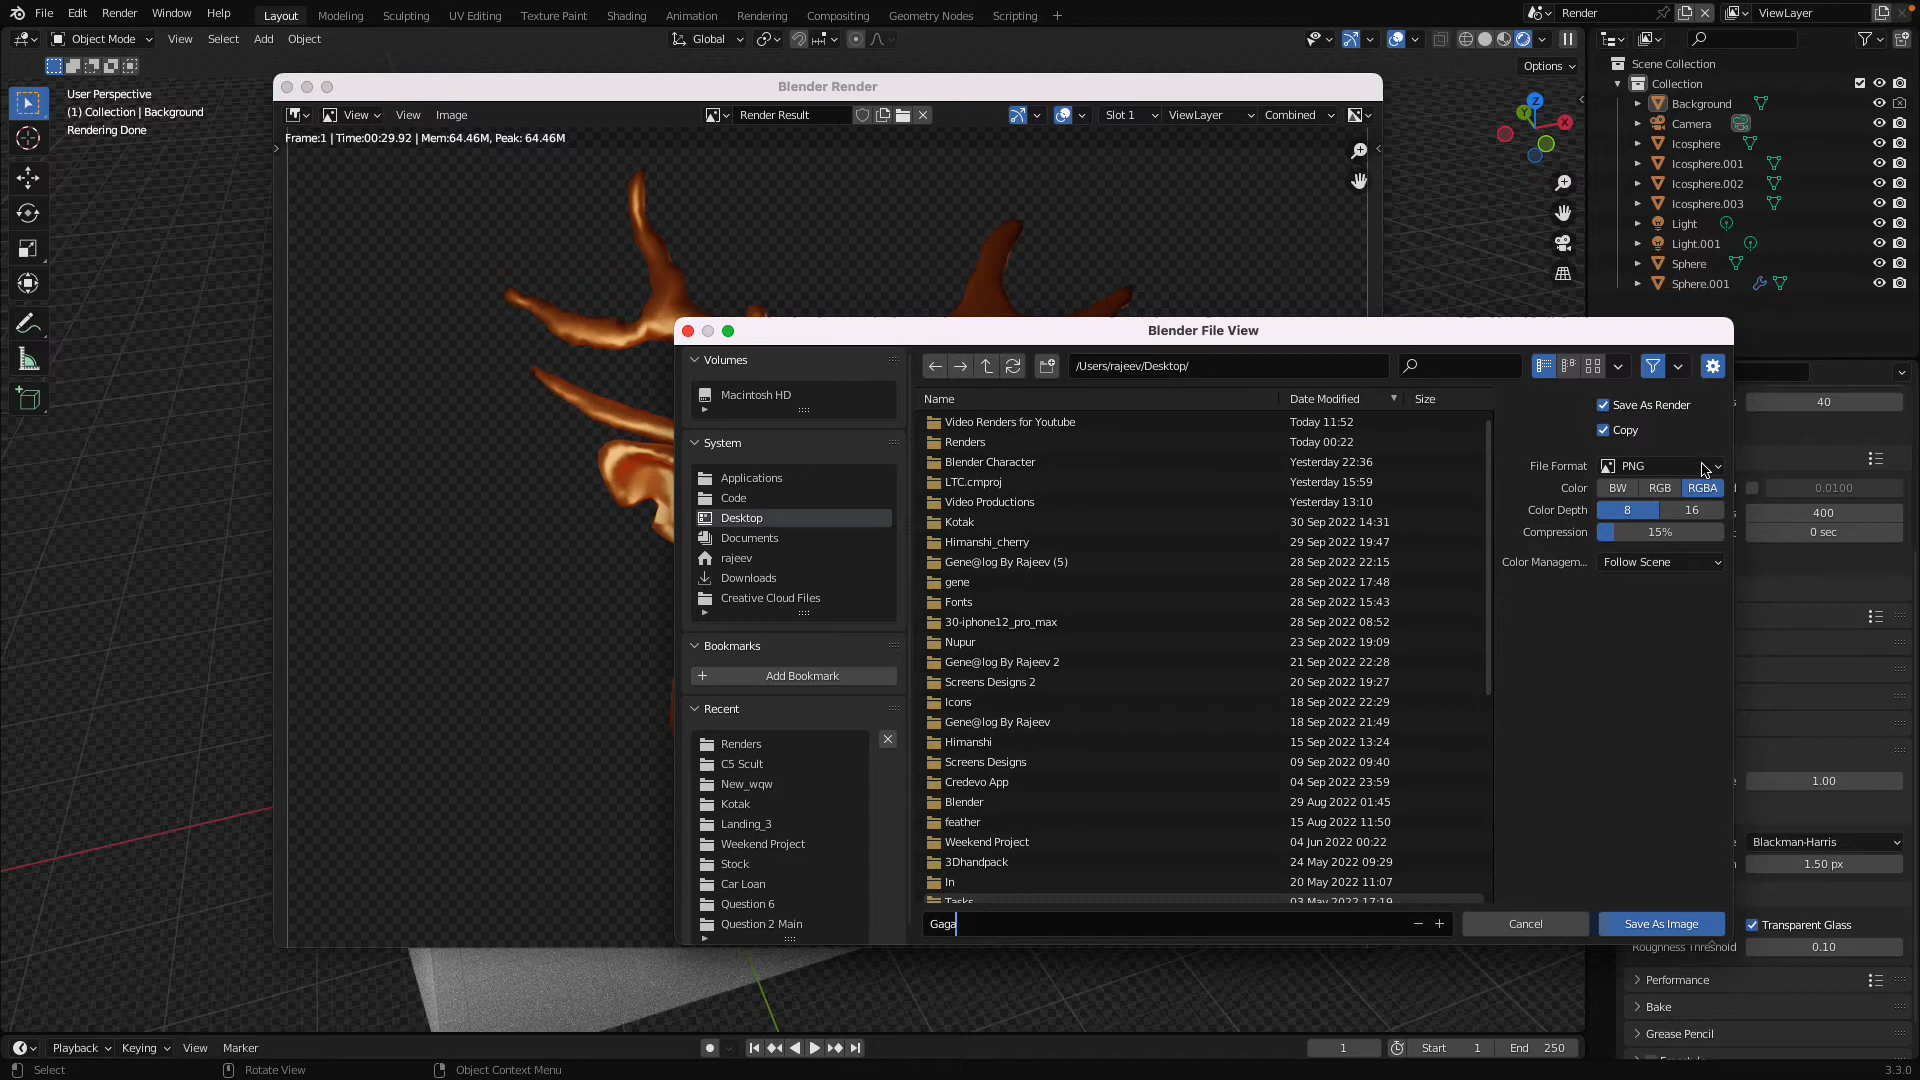 File Edit Render Window Help Layout Modeling Sculpting UV Editing Texture Paint Shading Animation Rendering Compositing Geometry Nodes Scripting + Render ViewLayer
Object Mode View Select Add Object Global
Options
User Perspective
(1) Collection | Background
Rendering Done
Scene Collection
Collection
Background
Camera
Icosphere
Icosphere.001
Icosphere.002
Icosphere.003
Light
Light.001
Sphere
Sphere.001
Blender Render
View View Image Render Result Slot 1 ViewLayer Combined
Frame:1 | Time:00:29.92 | Mem:64.46M, Peak: 64.46M
Z
Y
X
Blender File View
Volumes
Macintosh HD
System
Applications
Code
Desktop
Documents
rajeev
Downloads
Creative Cloud Files
Bookmarks
Add Bookmark
Recent
Renders
C5 Scult
New_wqw
Kotak
Landing_3
Weekend Project
Stock
Car Loan
Question 6
Question 2 Main
/Users/rajeev/Desktop/
Name Date Modified Size
Video Renders for Youtube Today 11:52
Renders Today 00:22
Blender Character Yesterday 22:36
LTC.cmproj Yesterday 15:59
Video Productions Yesterday 13:10
Kotak 30 Sep 2022 14:31
Himanshi_cherry 29 Sep 2022 19:47
Gene@log By Rajeev (5) 28 Sep 2022 22:15
gene 28 Sep 2022 17:48
Fonts 28 Sep 2022 15:43
30-iphone12_pro_max 28 Sep 2022 08:52
Nupur 23 Sep 2022 19:09
Gene@log By Rajeev 2 21 Sep 2022 22:28
Screens Designs 2 20 Sep 2022 19:27
Icons 18 Sep 2022 22:29
Gene@log By Rajeev 18 Sep 2022 21:49
Himanshi 15 Sep 2022 13:24
Screens Designs 09 Sep 2022 09:40
Credevo App 04 Sep 2022 23:59
Blender 29 Aug 2022 01:45
feather 15 Aug 2022 11:50
Weekend Project 04 Jun 2022 00:22
3Dhandpack 24 May 2022 09:29
In 20 May 2022 11:07
Tasks 03 May 2022 17:19
Save As Render
Copy
File Format PNG
Color BW RGB RGBA
Color Depth 8 16
Compression 15%
Color Managem... Follow Scene
Gaga Cancel Save As Image
40
0.0100
400
0 sec
1.00
Blackman-Harris
1.50 px
Transparent Glass
Roughness Threshold 0.10
Performance
Bake
Grease Pencil
Playback Keying View Marker 1 Start 1 End 250
Select Rotate View Object Context Menu 3.3.0